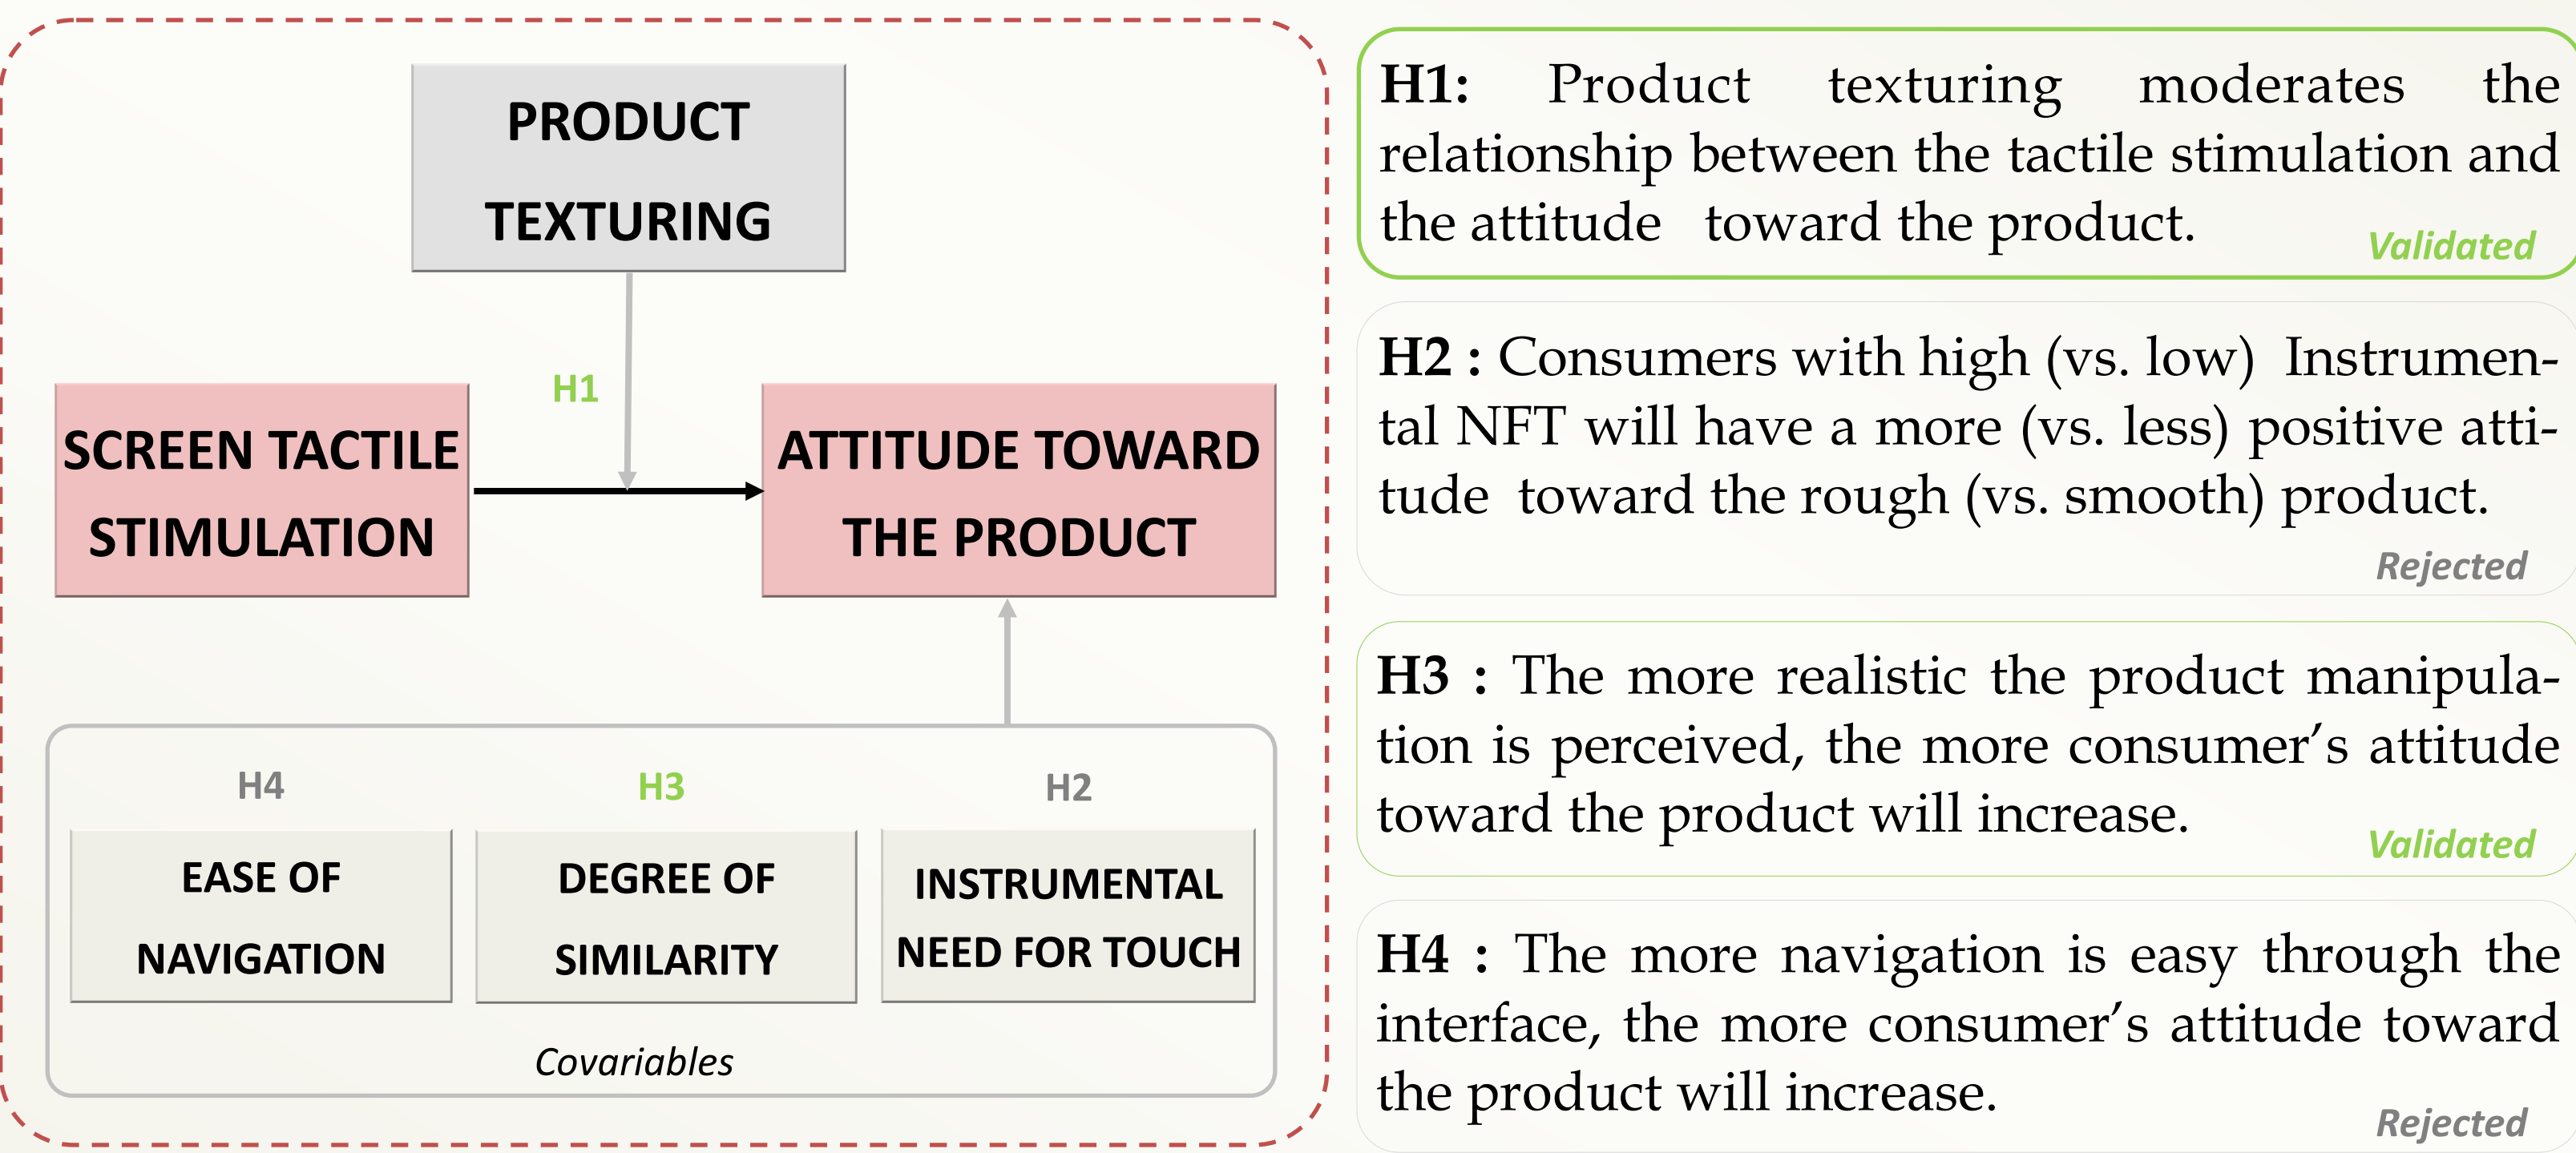 PRODUCT
TEXTURING
H1
SCREEN TACTILE
STIMULATION
ATTITUDE TOWARD
THE PRODUCT
H4
H3
H2
EASE OF
NAVIGATION
DEGREE OF
SIMILARITY
INSTRUMENTAL
NEED FOR TOUCH
Covariables
H1: Product texturing moderates the
relationship between the tactile stimulation and
the attitude toward the product.
Validated
H2 : Consumers with high (vs. low) Instrumen-
tal NFT will have a more (vs. less) positive atti-
tude toward the rough (vs. smooth) product.
Rejected
H3 : The more realistic the product manipula-
tion is perceived, the more consumer’s attitude
toward the product will increase.
Validated
H4 : The more navigation is easy through the
interface, the more consumer’s attitude toward
the product will increase.
Rejected